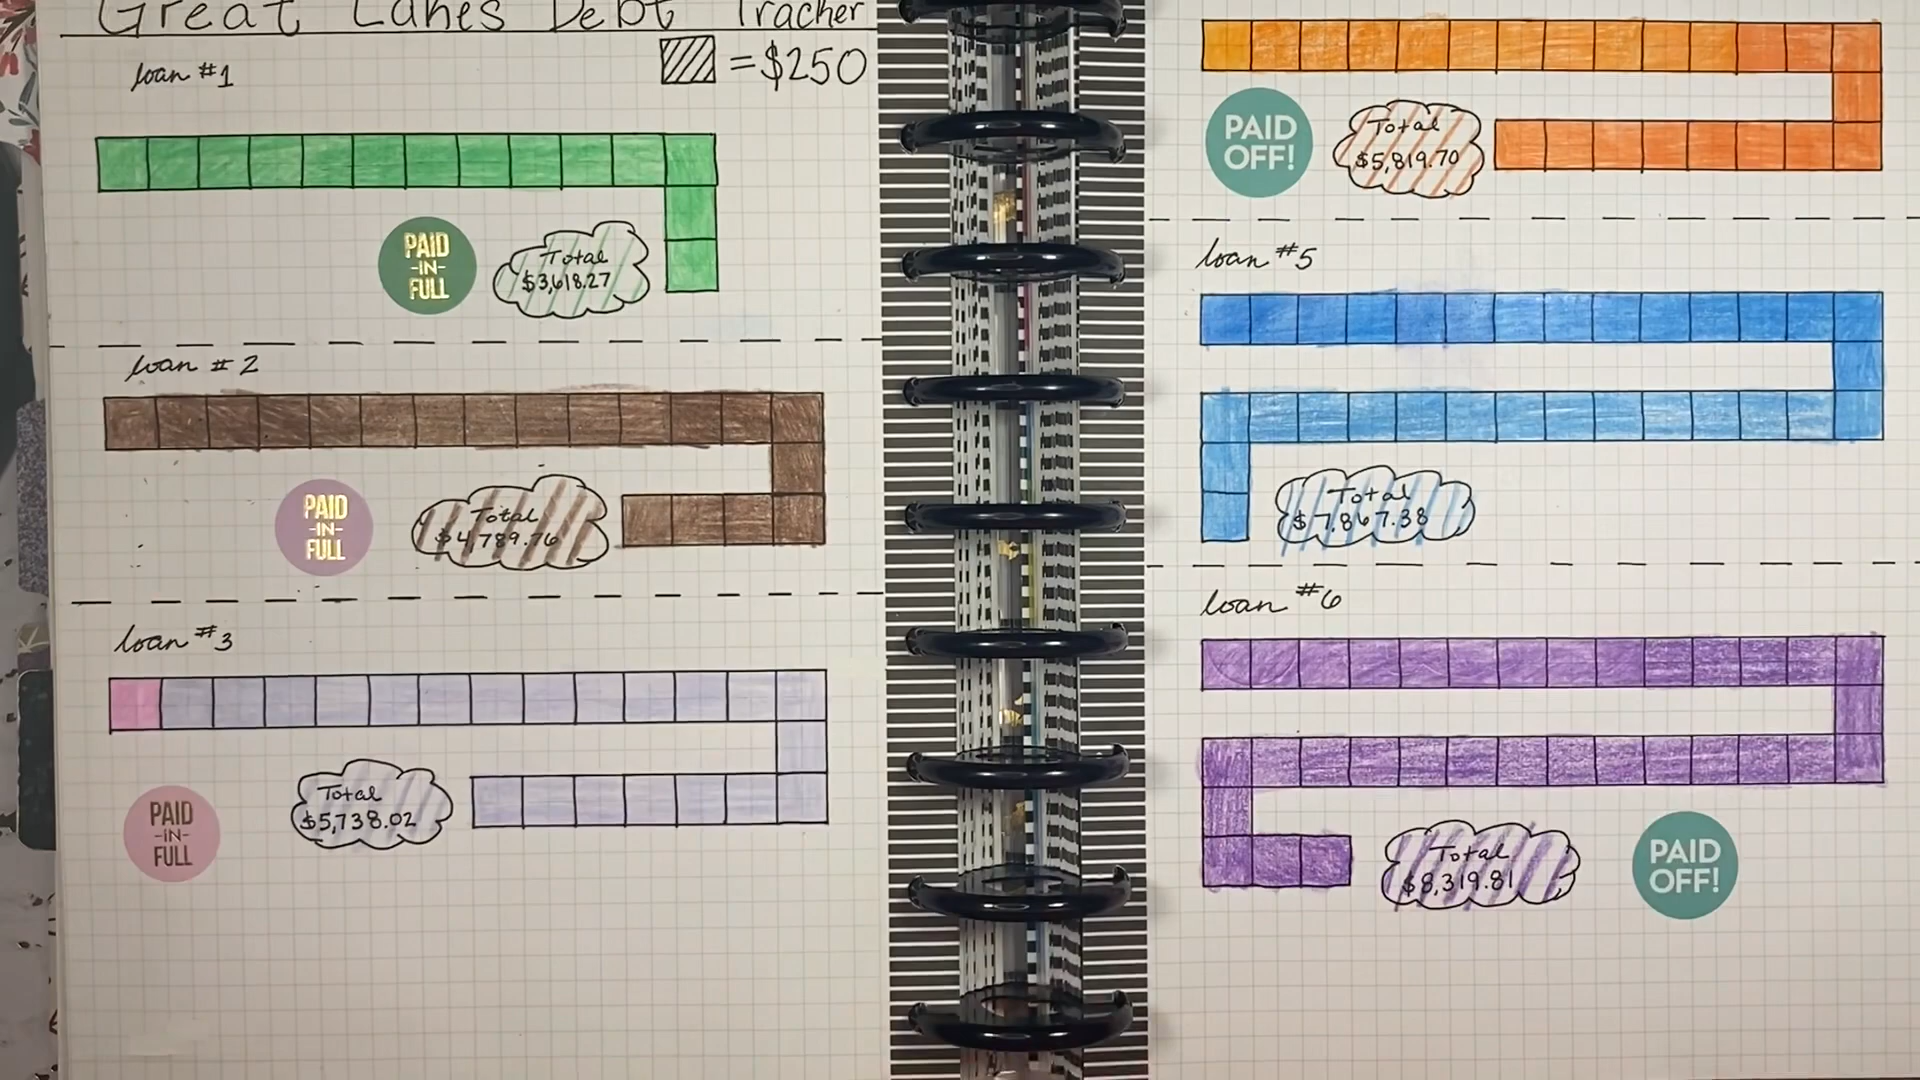 Great Lakes Debt Tracker
= $250
loan #1
PAID
-IN-
FULL
Total
$3,618.27
loan #2
PAID
-IN-
FULL
Total
$4,789.76
loan #3
PAID
-IN-
FULL
Total
$5,738.02
PAID
OFF!
Total
$5,819.70
loan #5
Total
$7,867.38
loan #6
Total
$8,319.81
PAID
OFF!